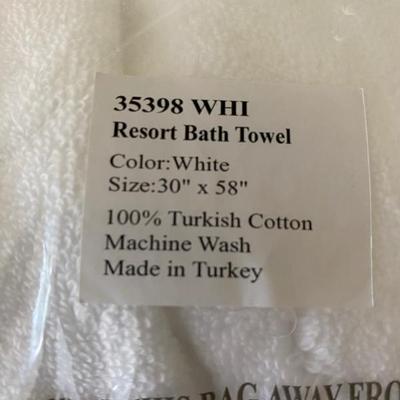 35398 WHI
Resort Bath Towel
Color:White
Size:30" x 58"
100% Turkish Cotton
Machine Wash
Made in Turkey
BAG AWAY FRO